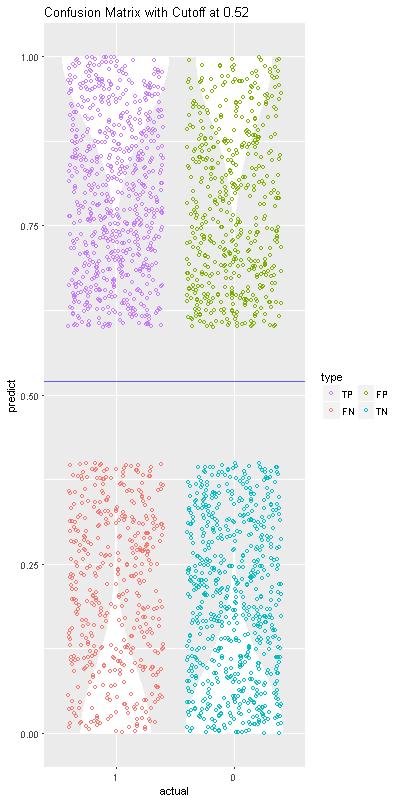 Confusion Matrix with Cutoff at 0.52
1.00
0.75
0.50
0.25
0.00
predict
1 0
actual
type
TP FP
FN TN